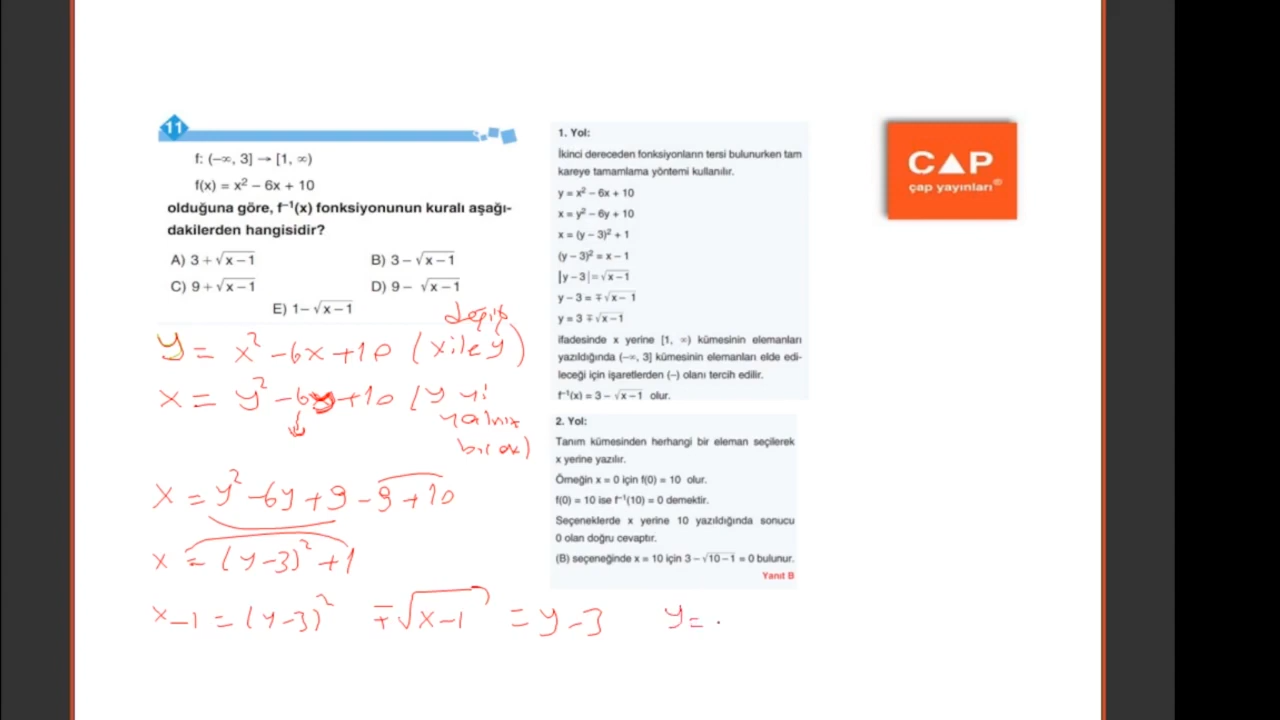 11
f: (–∞, 3] → [1, ∞)
f(x) = x² – 6x + 10
olduğuna göre, f⁻¹(x) fonksiyonunun kuralı aşağı-
dakilerden hangisidir?
A) 3 + √x – 1 B) 3 – √x – 1
C) 9 + √x – 1 D) 9 – √x – 1
E) 1– √x – 1
değiş
y = x² – 6x + 10 (x ile y)
x = y² – 6y + 10 (y yi
yalnız
bırak)
x = y² – 6y + 9 – 9 + 10
x = (y – 3)² + 1
x – 1 = (y – 3)² ∓√x – 1 = y – 3 y = .
1. Yol:
İkinci dereceden fonksiyonların tersi bulunurken tam
kareye tamamlama yöntemi kullanılır.
y = x² – 6x + 10
x = y² – 6y + 10
x = (y – 3)² + 1
(y – 3)² = x – 1
|y – 3| = √x – 1
y – 3 = ∓√x – 1
y = 3 ∓ √x – 1
ifadesinde x yerine [1, ∞) kümesinin elemanları
yazıldığında (–∞, 3] kümesinin elemanları elde edi-
leceği için işaretlerden (–) olanı tercih edilir.
f⁻¹(x) = 3 – √x – 1 olur.
2. Yol:
Tanım kümesinden herhangi bir eleman seçilerek
x yerine yazılır.
Örneğin x = 0 için f(0) = 10 olur.
f(0) = 10 ise f⁻¹(10) = 0 demektir.
Seçeneklerde x yerine 10 yazıldığında sonucu
0 olan doğru cevaptır.
(B) seçeneğinde x = 10 için 3 – √10 – 1 = 0 bulunur.
Yanıt B
CAP
çap yayınları©